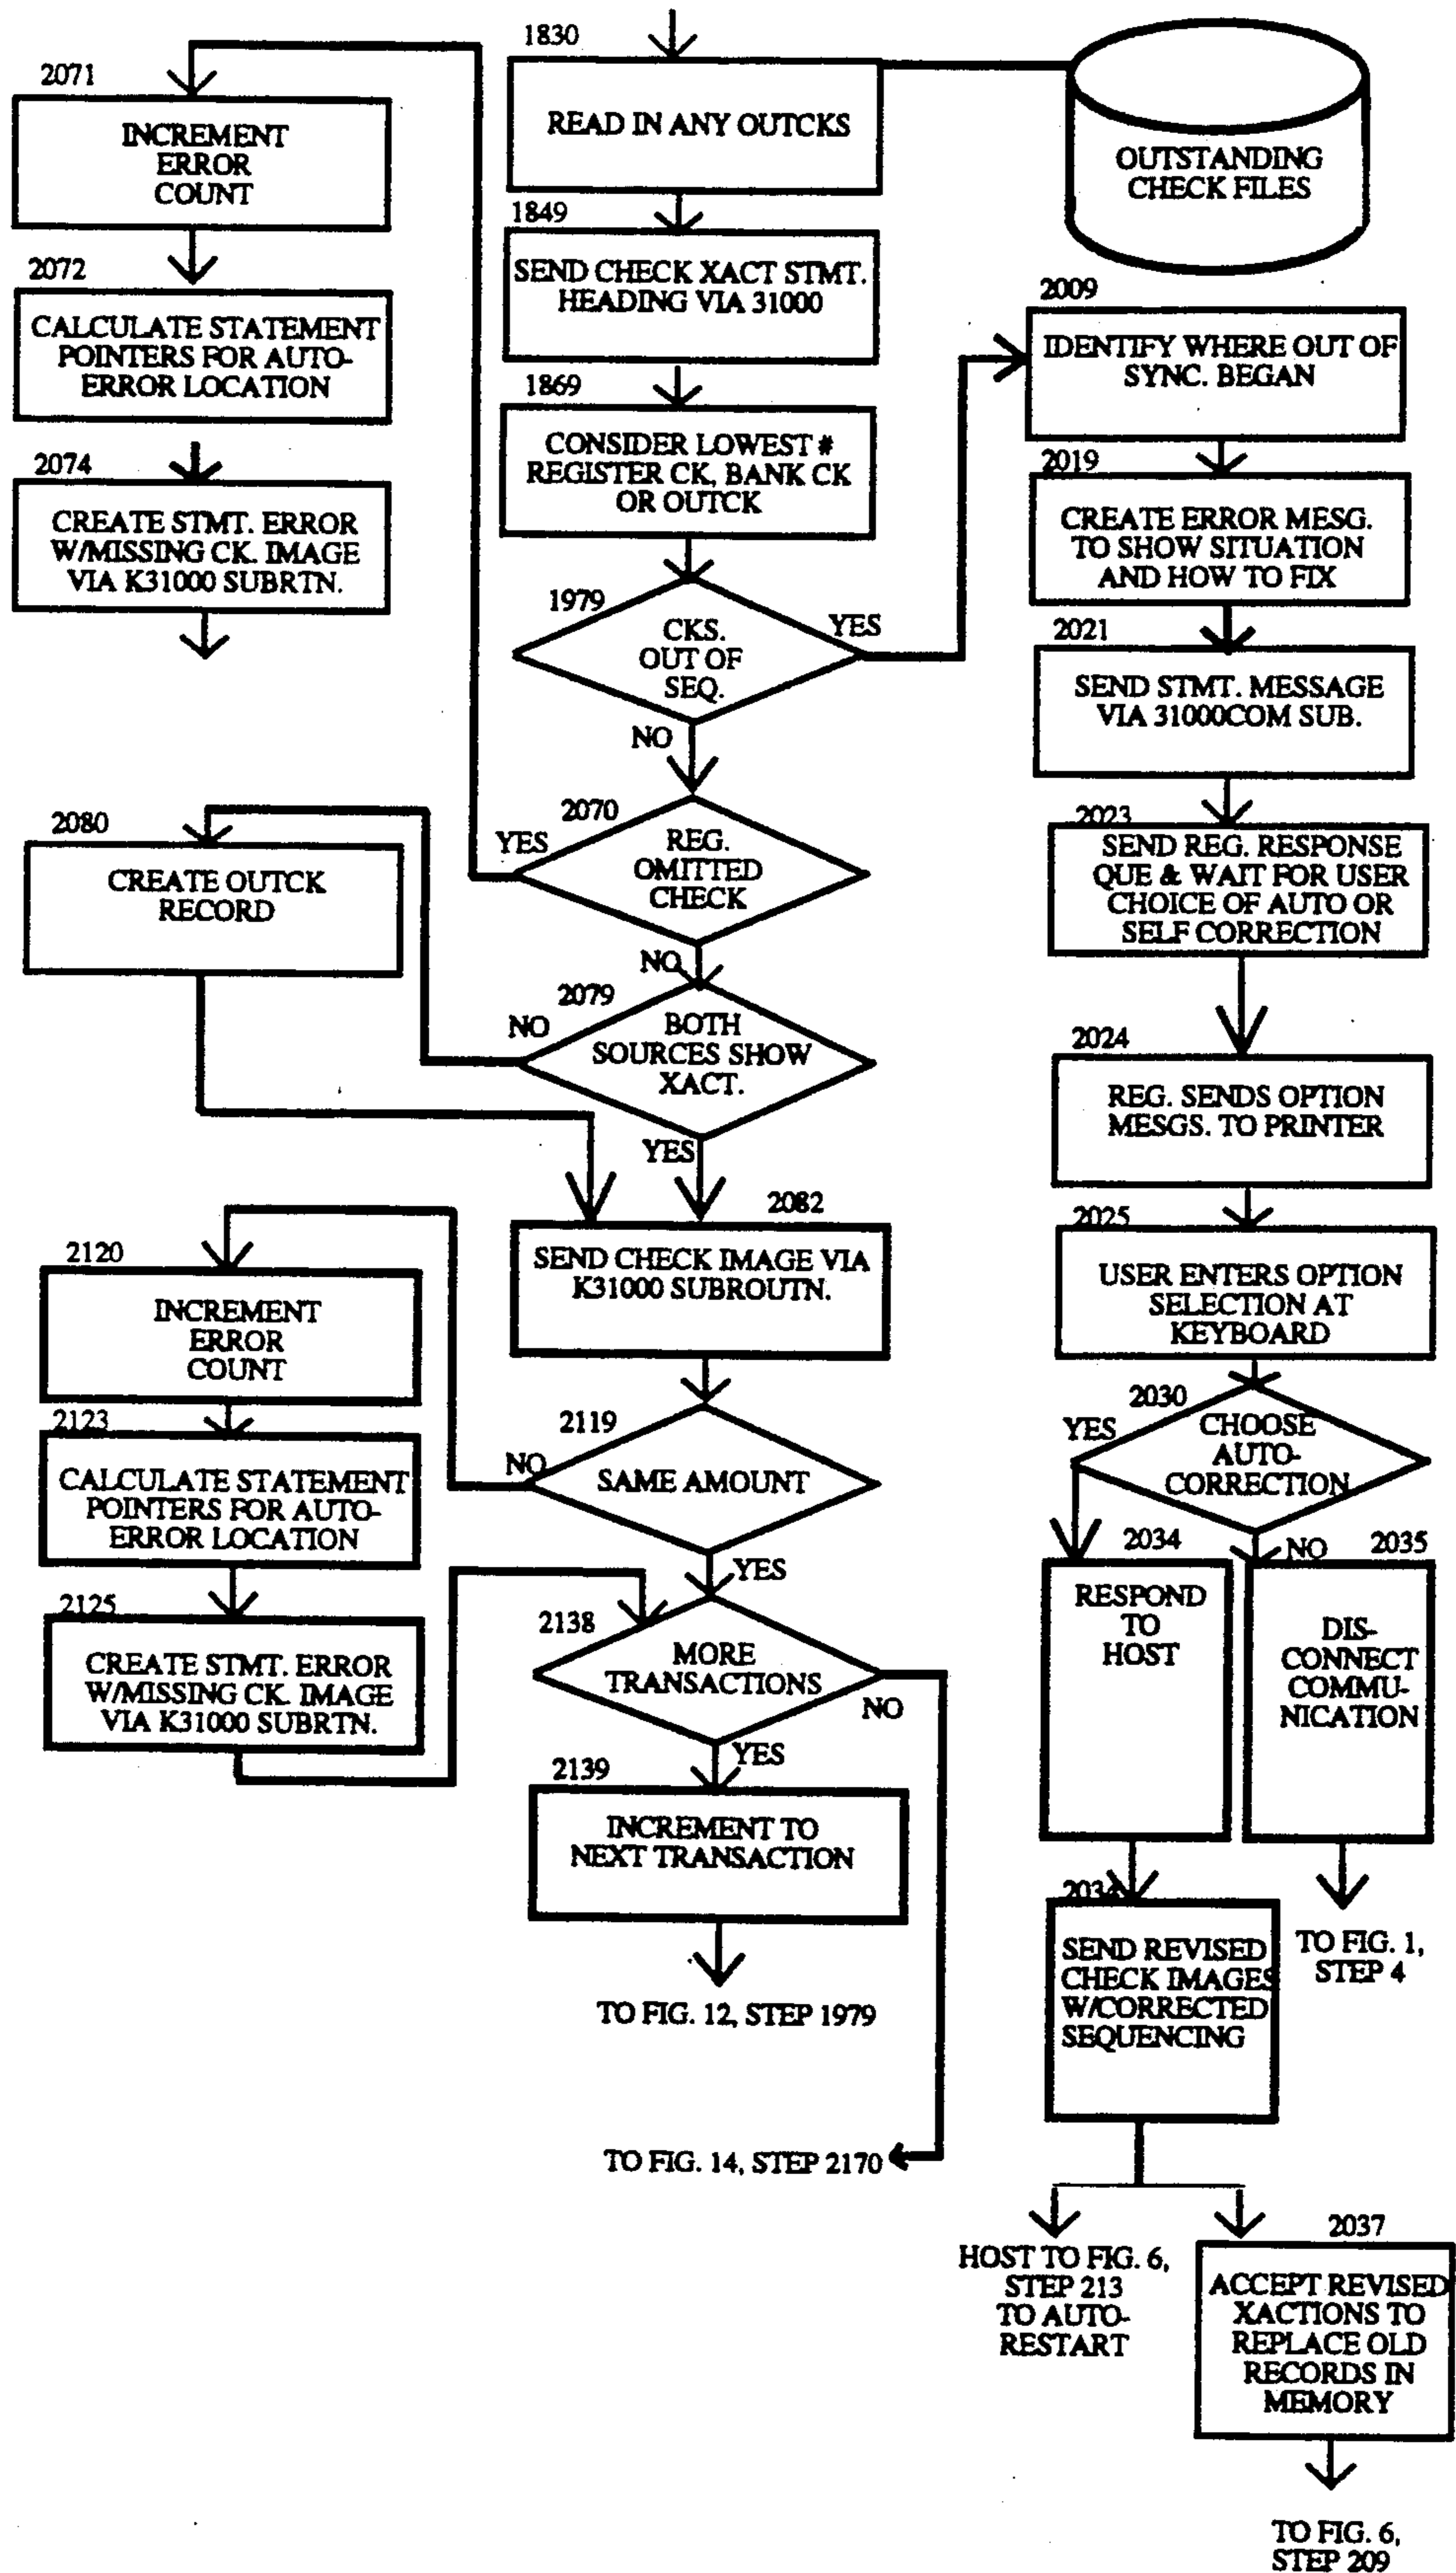 1830
READ IN ANY OUTCKS
OUTSTANDING
CHECK FILES
1849
SEND CHECK XACT STMT.
HEADING VIA 31000
1869
CONSIDER LOWEST #
REGISTER CK, BANK CK
OR OUTCK
1979
CKS.
OUT OF
SEQ.
YES
NO
2070
REG.
OMITTED
CHECK
YES
NO
2079
BOTH
SOURCES SHOW
XACT.
NO
YES
2082
SEND CHECK IMAGE VIA
K31000 SUBROUTN.
2119
SAME AMOUNT
NO
YES
2138
MORE
TRANSACTIONS
NO
YES
2139
INCREMENT TO
NEXT TRANSACTION
TO FIG. 12, STEP 1979
TO FIG. 14, STEP 2170
2071
INCREMENT
ERROR
COUNT
2072
CALCULATE STATEMENT
POINTERS FOR AUTO-
ERROR LOCATION
2074
CREATE STMT. ERROR
W/MISSING CK. IMAGE
VIA K31000 SUBRTN.
2080
CREATE OUTCK
RECORD
2120
INCREMENT
ERROR
COUNT
2123
CALCULATE STATEMENT
POINTERS FOR AUTO-
ERROR LOCATION
2125
CREATE STMT. ERROR
W/MISSING CK. IMAGE
VIA K31000 SUBRTN.
2009
IDENTIFY WHERE OUT OF
SYNC. BEGAN
2019
CREATE ERROR MESG.
TO SHOW SITUATION
AND HOW TO FIX
2021
SEND STMT. MESSAGE
VIA 31000COM SUB.
2023
SEND REG. RESPONSE
QUE & WAIT FOR USER
CHOICE OF AUTO OR
SELF CORRECTION
2024
REG. SENDS OPTION
MESGS. TO PRINTER
2025
USER ENTERS OPTION
SELECTION AT
KEYBOARD
2030
CHOOSE
AUTO-
CORRECTION
YES
NO
2034
RESPOND
TO
HOST
2035
DIS-
CONNECT
COMMU-
NICATION
TO FIG. 1,
STEP 4
SEND REVISED
CHECK IMAGES
W/CORRECTED
SEQUENCING
HOST TO FIG. 6,
STEP 213
TO AUTO-
RESTART
2037
ACCEPT REVISED
XACTIONS TO
REPLACE OLD
RECORDS IN
MEMORY
TO FIG. 6,
STEP 209